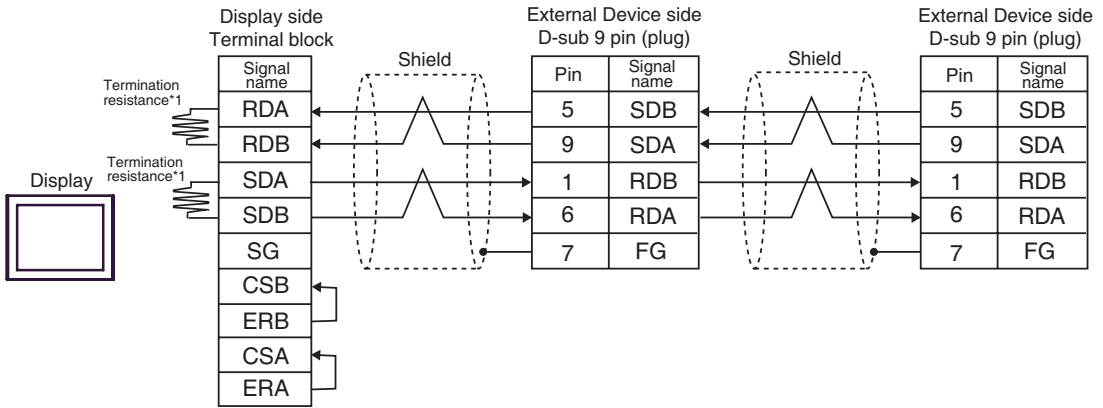 Display side
Terminal block
External Device side
D-sub 9 pin (plug)
External Device side
D-sub 9 pin (plug)
Termination
resistance*1
Termination
resistance*1
Display
Signal
name
RDA
RDB
SDA
SDB
SG
CSB
ERB
CSA
ERA
Shield
Pin Signal
name
5 SDB
9 SDA
1 RDB
6 RDA
7 FG
Shield
Pin Signal
name
5 SDB
9 SDA
1 RDB
6 RDA
7 FG